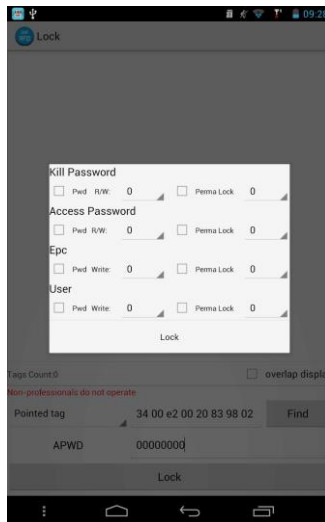 09:28
Lock
Kill Password
Pwd R/W: 0 Perma Lock 0
Access Password
Pwd R/W: 0 Perma Lock 0
Epc
Pwd Write: 0 Perma Lock 0
User
Pwd Write: 0 Perma Lock 0
Lock
Tags Count:0 overlap displa
Non-professionals do not operate
Pointed tag 34 00 e2 00 20 83 98 02 Find
APWD 00000000
Lock